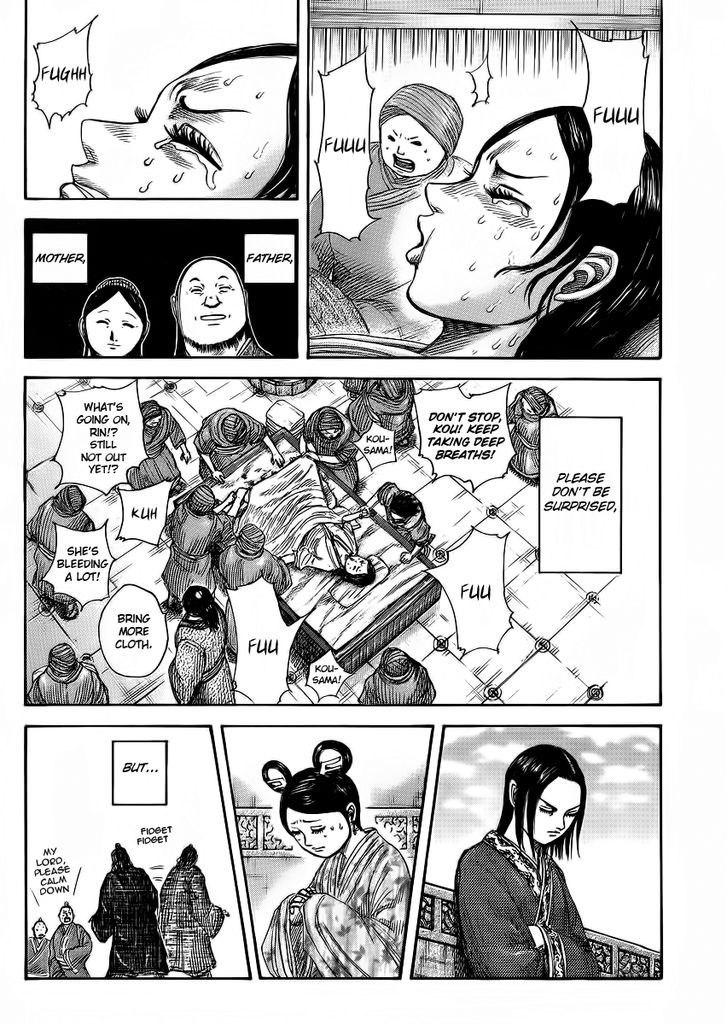 FUUU
FUUU
FUGHH
FATHER,
MOTHER,
PLEASE
DON'T BE
SURPRISED,
DON'T STOP,
KOU! KEEP
TAKING DEEP
BREATHS!
KOU-
SAMA!
WHAT'S
GOING ON,
RIN!?
STILL
NOT OUT
YET!?
KUH
SHE'S
BLEEDING
A LOT!
BRING
MORE
CLOTH.
FUU
FUU
KOU-
SAMA!
BUT...
FIDGET
FIDGET
MY
LORD,
PLEASE
CALM
DOWN